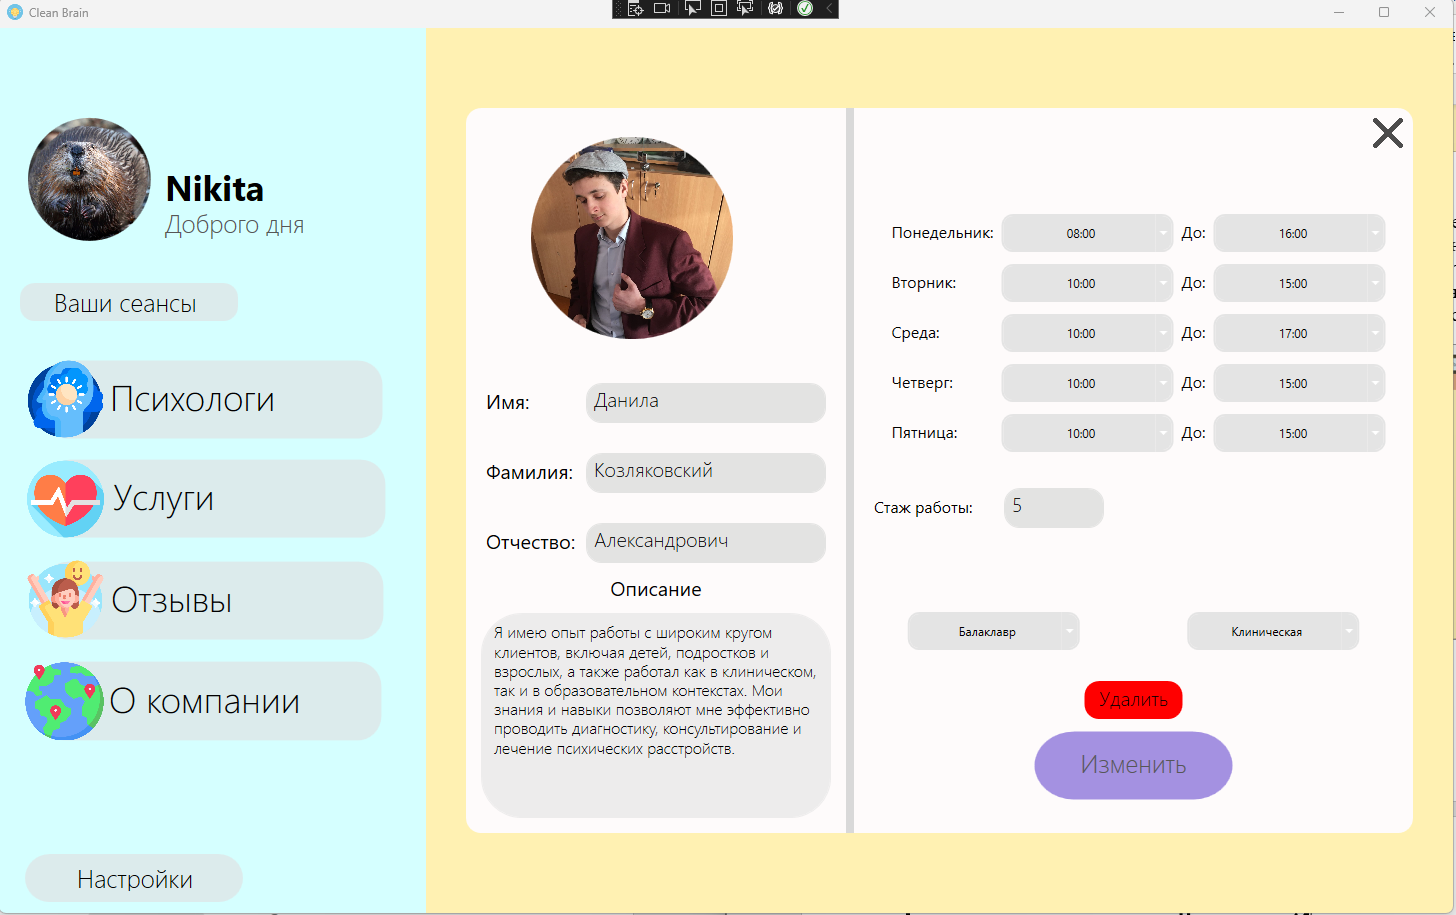 Clean Brain
Nikita
Доброго дня
Ваши сеансы
Психологи
Услуги
Отзывы
О компании
Настройки
Имя: Данила
Фамилия: Козляковский
Отчество: Александрович
Описание
Я имею опыт работы с широким кругом
клиентов, включая детей, подростков и
взрослых, а также работал как в клиническом,
так и в образовательном контекстах. Мои
знания и навыки позволяют мне эффективно
проводить диагностику, консультирование и
лечение психических расстройств.
Понедельник: 08:00 До: 16:00
Вторник: 10:00 До: 15:00
Среда: 10:00 До: 17:00
Четверг: 10:00 До: 15:00
Пятница: 10:00 До: 15:00
Стаж работы: 5
Балаклавр Клиническая
Удалить
Изменить